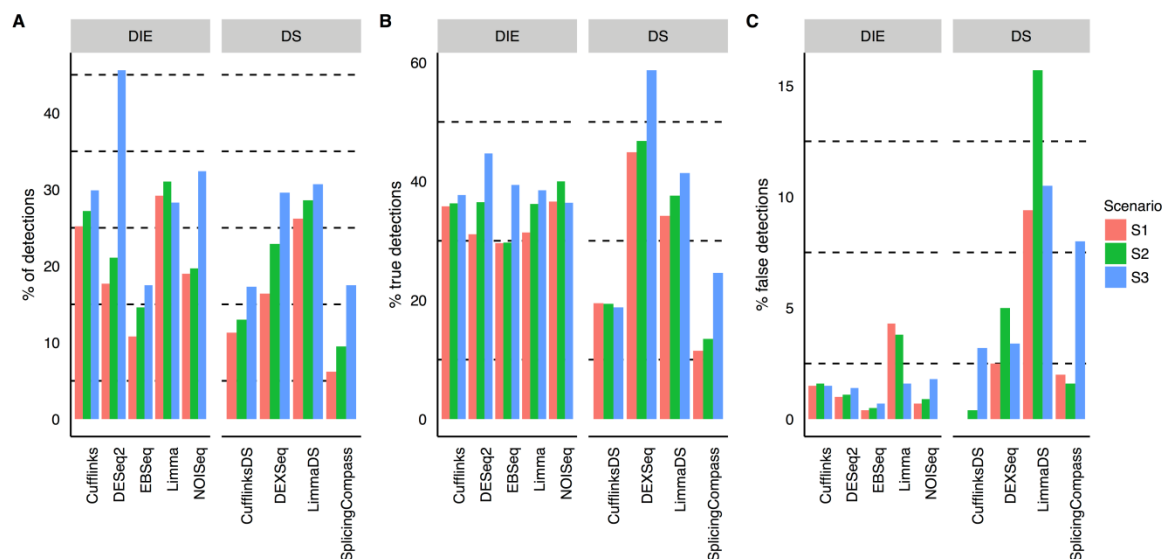 A
DIE
DS
% of detections
40
30
20
10
0
Cufflinks
DESeq2
EBSeq
Limma
NOISeq
CufflinksDS
DEXSeq
LimmaDS
SplicingCompass
B
DIE
DS
% true detections
60
40
20
0
Cufflinks
DESeq2
EBSeq
Limma
NOISeq
CufflinksDS
DEXSeq
LimmaDS
SplicingCompass
C
DIE
DS
% false detections
15
10
5
0
Cufflinks
DESeq2
EBSeq
Limma
NOISeq
CufflinksDS
DEXSeq
LimmaDS
SplicingCompass
Scenario
S1
S2
S3